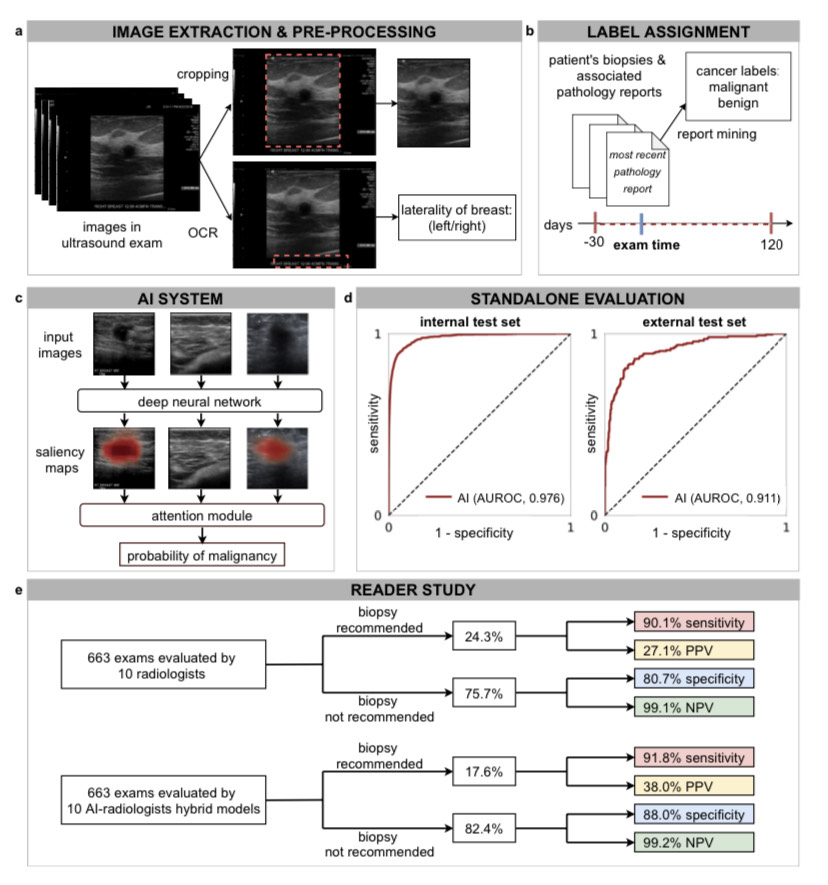 a
IMAGE EXTRACTION & PRE-PROCESSING
cropping
images in
ultrasound exam
OCR
laterality of breast:
(left/right)
b
LABEL ASSIGNMENT
patient's biopsies &
associated
pathology reports
cancer labels:
malignant
benign
report mining
most recent
pathology
report
days
-30
exam time
120
c
AI SYSTEM
input
images
deep neural network
saliency
maps
attention module
probability of malignancy
d
STANDALONE EVALUATION
internal test set
1
sensitivity
AI (AUROC, 0.976)
0
0
1
1 - specificity
external test set
1
sensitivity
AI (AUROC, 0.911)
0
0
1
1 - specificity
e
READER STUDY
663 exams evaluated by
10 radiologists
biopsy
recommended
24.3%
90.1% sensitivity
27.1% PPV
biopsy
not recommended
75.7%
80.7% specificity
99.1% NPV
663 exams evaluated by
10 AI-radiologists hybrid models
biopsy
recommended
17.6%
91.8% sensitivity
38.0% PPV
biopsy
not recommended
82.4%
88.0% specificity
99.2% NPV